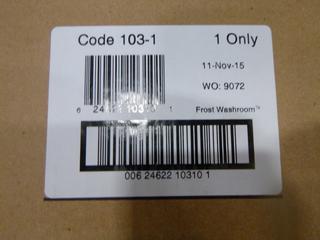 Code 103-1 1 Only
11-Nov-15
WO: 9072
Frost Washroom™
006 24622 10310 1